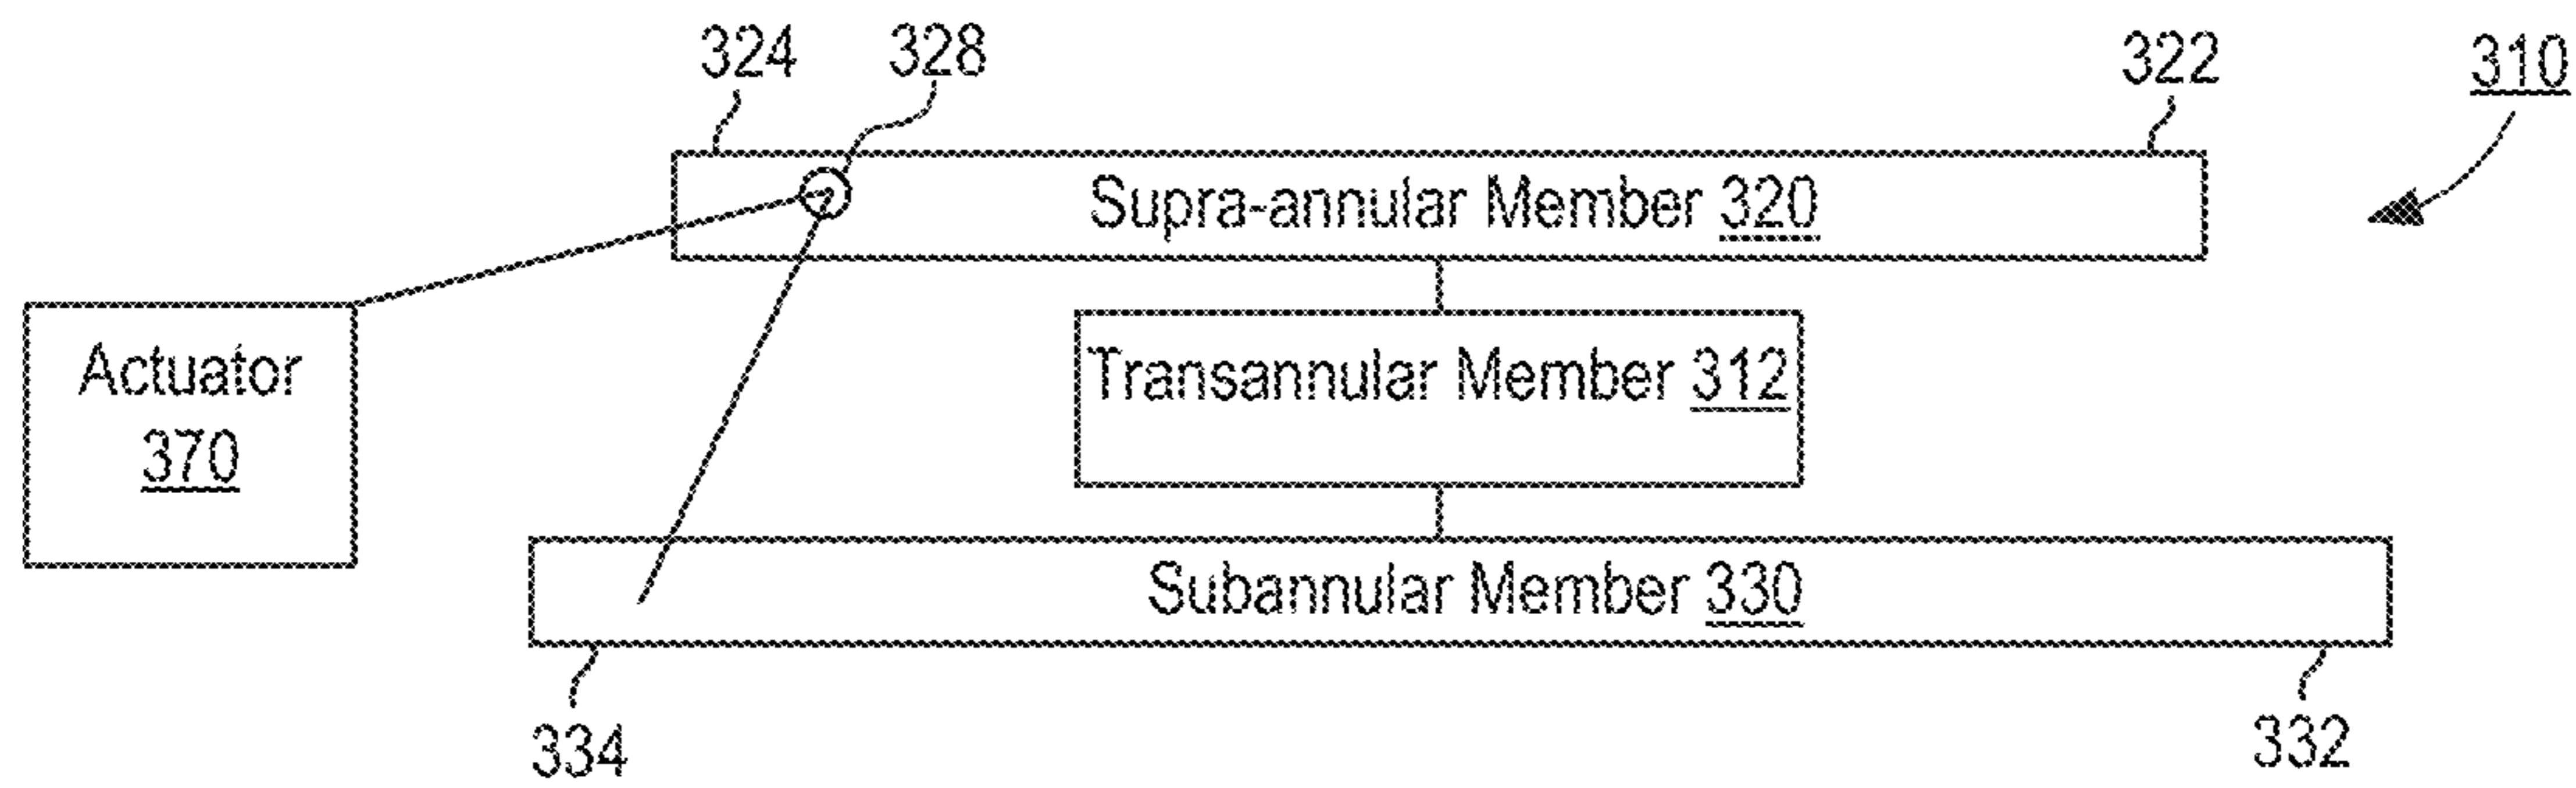 324
328
322
310
Supra-annular Member 320
Actuator
370
Transannular Member 312
Subannular Member 330
334
332